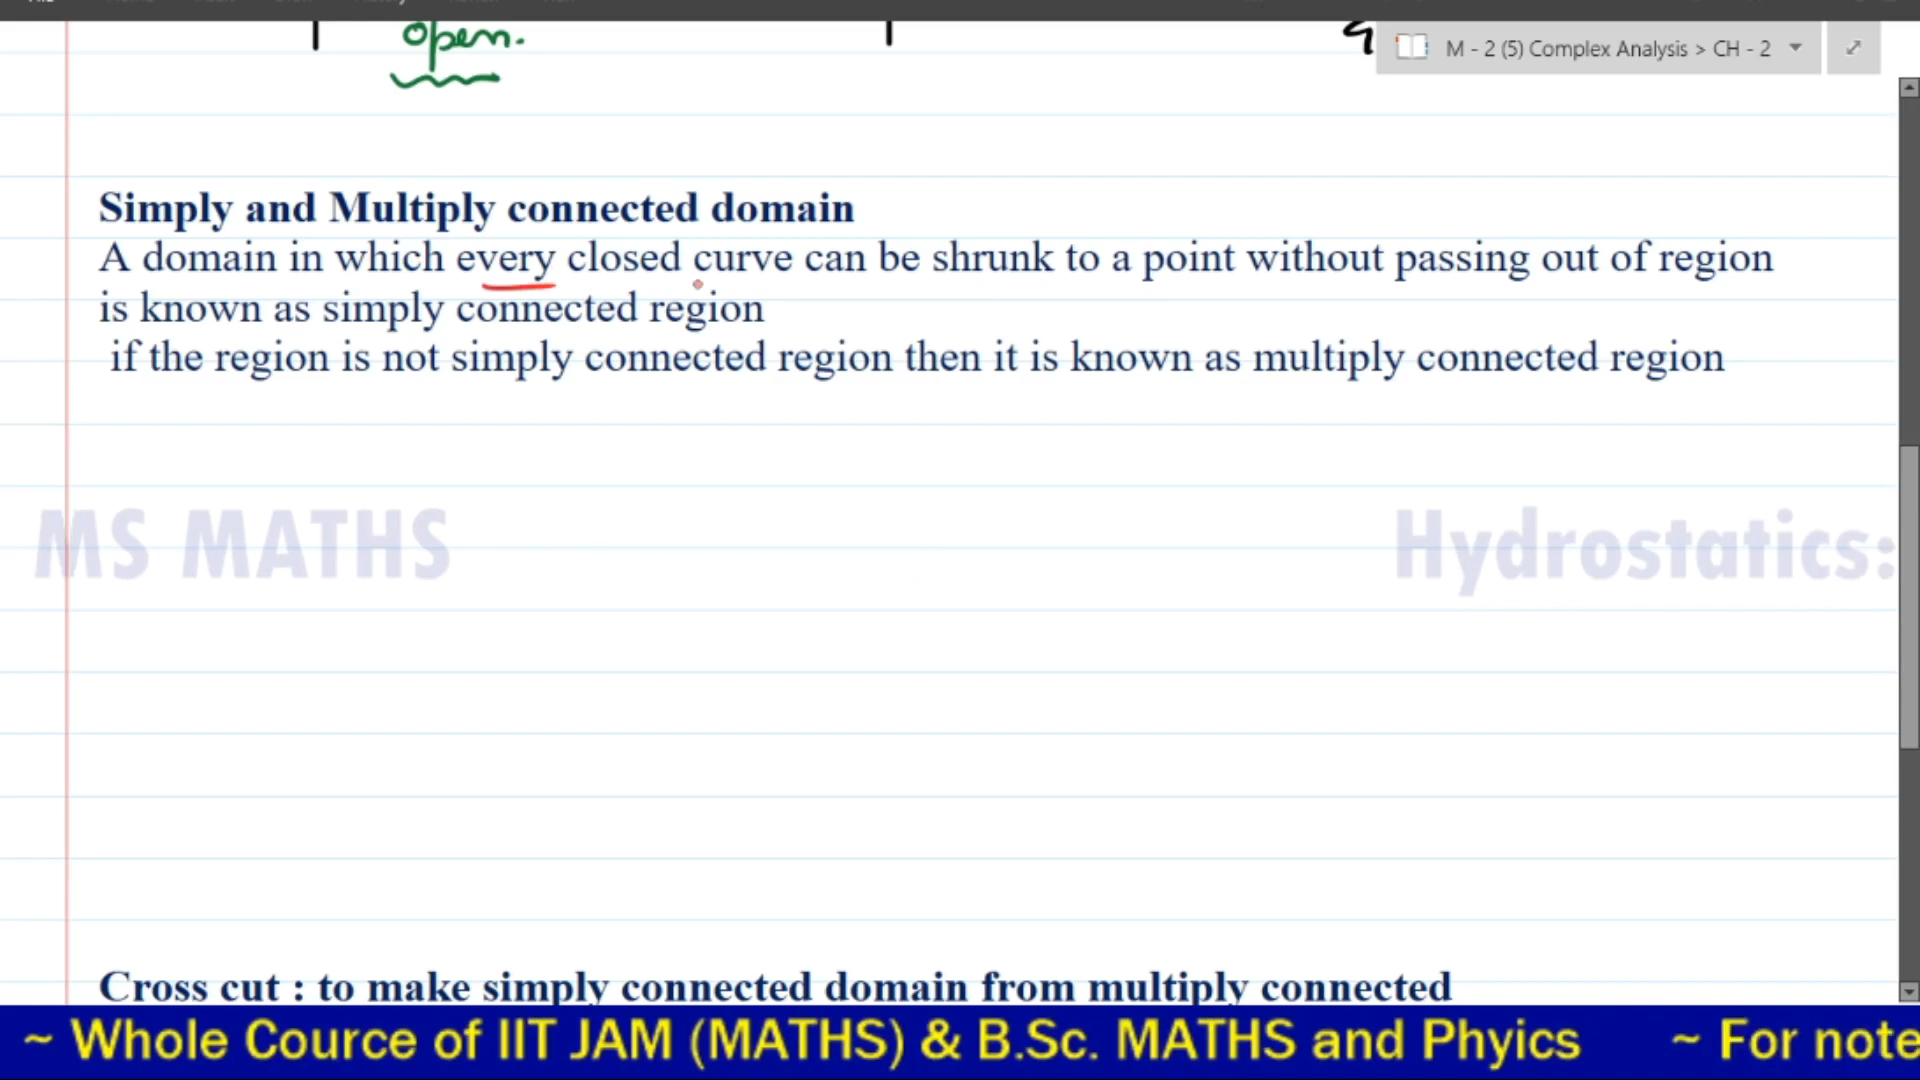 open.
M - 2 (5) Complex Analysis > CH - 2
Simply and Multiply connected domain
A domain in which every closed curve can be shrunk to a point without passing out of region
is known as simply connected region
if the region is not simply connected region then it is known as multiply connected region
MS MATHS
Hydrostatics:
Cross cut : to make simply connected domain from multiply connected
~ Whole Cource of IIT JAM (MATHS) & B.Sc. MATHS and Phyics ~ For note